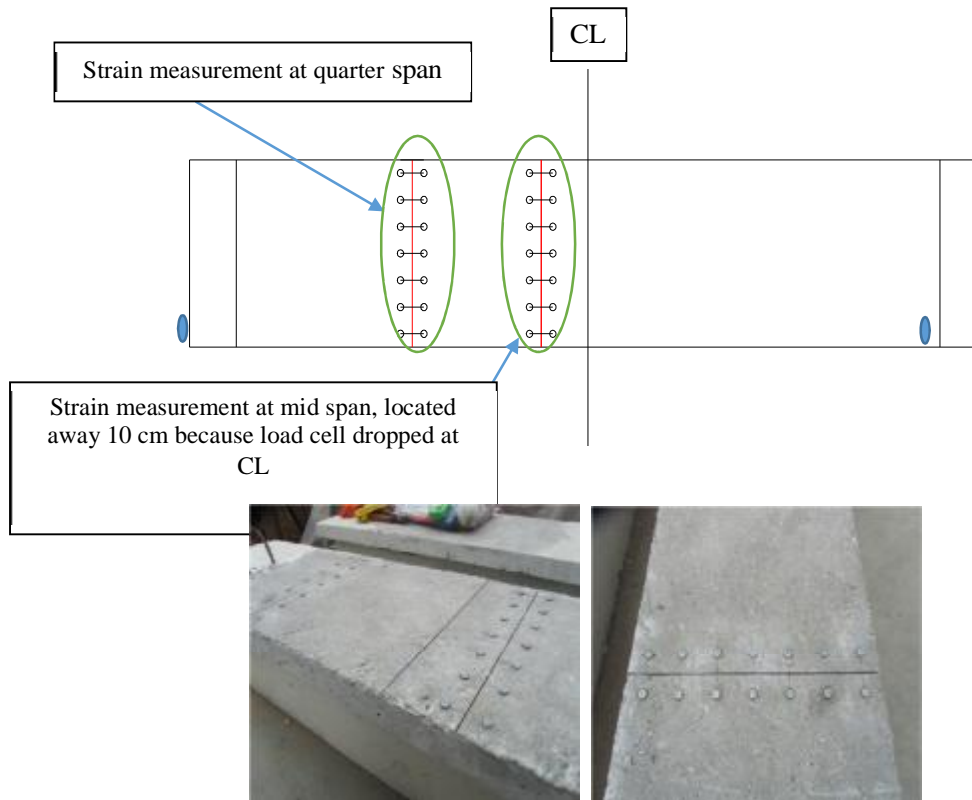 CL
Strain measurement at quarter span
Strain measurement at mid span, located
away 10 cm because load cell dropped at
CL